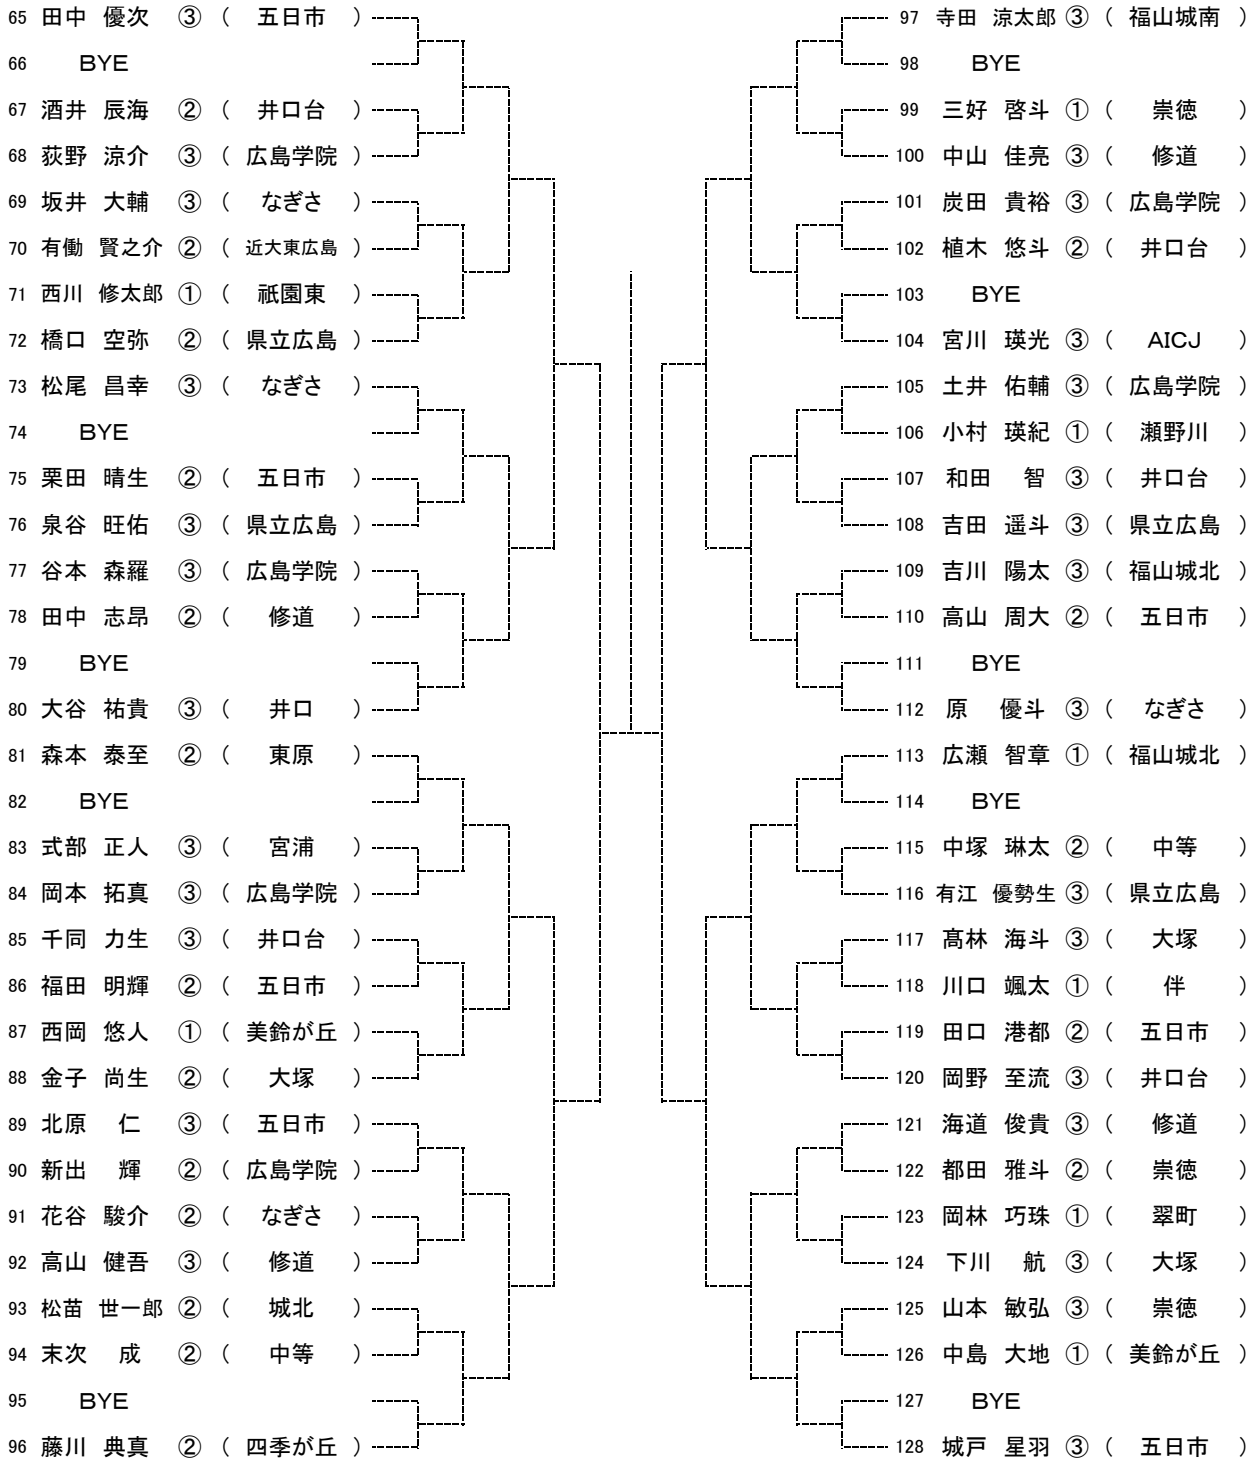 65 田中 優次 ③ ( 五日市 )
66 BYE
67 酒井 辰海 ② ( 井口台 )
68 荻野 涼介 ③ ( 広島学院 )
69 坂井 大輔 ③ ( なぎさ )
70 有働 賢之介 ② ( 近大東広島 )
71 西川 修太郎 ① ( 祇園東 )
72 橋口 空弥 ② ( 県立広島 )
73 松尾 昌幸 ③ ( なぎさ )
74 BYE
75 栗田 晴生 ② ( 五日市 )
76 泉谷 旺佑 ③ ( 県立広島 )
77 谷本 森羅 ③ ( 広島学院 )
78 田中 志昂 ② ( 修道 )
79 BYE
80 大谷 祐貴 ③ ( 井口 )
81 森本 泰至 ② ( 東原 )
82 BYE
83 式部 正人 ③ ( 宮浦 )
84 岡本 拓真 ③ ( 広島学院 )
85 千同 力生 ③ ( 井口台 )
86 福田 明輝 ② ( 五日市 )
87 西岡 悠人 ① ( 美鈴が丘 )
88 金子 尚生 ② ( 大塚 )
89 北原 仁 ③ ( 五日市 )
90 新出 輝 ② ( 広島学院 )
91 花谷 駿介 ② ( なぎさ )
92 高山 健吾 ③ ( 修道 )
93 松苗 世一郎 ② ( 城北 )
94 末次 成 ② ( 中等 )
95 BYE
96 藤川 典真 ② ( 四季が丘 )
97 寺田 涼太郎 ③ ( 福山城南 )
98 BYE
99 三好 啓斗 ① ( 崇徳 )
100 中山 佳亮 ③ ( 修道 )
101 炭田 貴裕 ③ ( 広島学院 )
102 植木 悠斗 ② ( 井口台 )
103 BYE
104 宮川 瑛光 ③ ( AICJ )
105 土井 佑輔 ③ ( 広島学院 )
106 小村 瑛紀 ① ( 瀬野川 )
107 和田 智 ③ ( 井口台 )
108 吉田 遥斗 ③ ( 県立広島 )
109 吉川 陽太 ③ ( 福山城北 )
110 高山 周大 ② ( 五日市 )
111 BYE
112 原 優斗 ③ ( なぎさ )
113 広瀬 智章 ① ( 福山城北 )
114 BYE
115 中塚 琳太 ② ( 中等 )
116 有江 優勢生 ③ ( 県立広島 )
117 髙林 海斗 ③ ( 大塚 )
118 川口 颯太 ① ( 伴 )
119 田口 港都 ② ( 五日市 )
120 岡野 至流 ③ ( 井口台 )
121 海道 俊貴 ③ ( 修道 )
122 都田 雅斗 ② ( 崇徳 )
123 岡林 巧珠 ① ( 翠町 )
124 下川 航 ③ ( 大塚 )
125 山本 敏弘 ③ ( 崇徳 )
126 中島 大地 ① ( 美鈴が丘 )
127 BYE
128 城戸 星羽 ③ ( 五日市 )